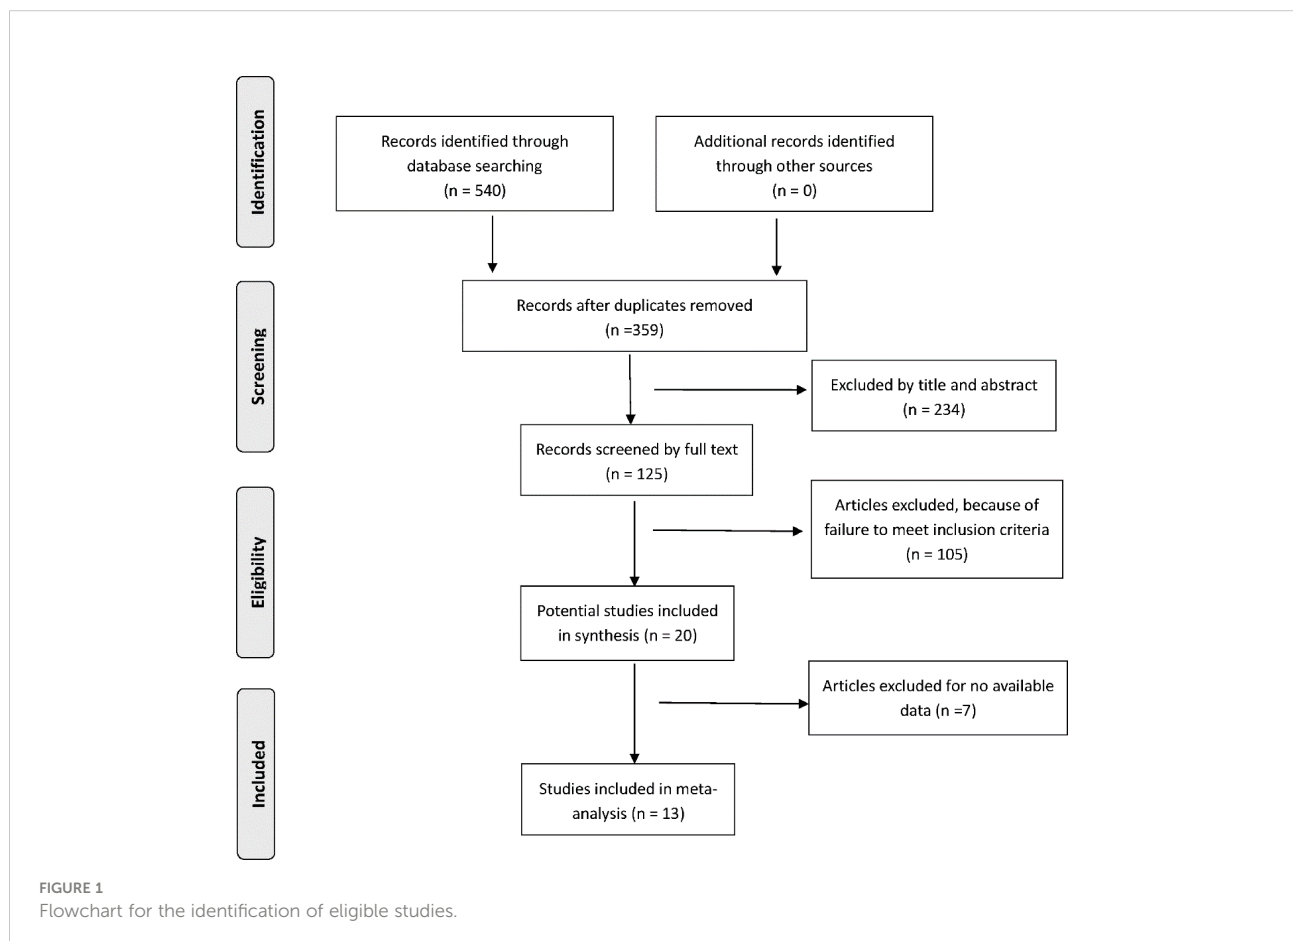 Identification
Records identified through
database searching
(n = 540)
Additional records identified
through other sources
(n = 0)
Screening
Records after duplicates removed
(n =359)
Excluded by title and abstract
(n = 234)
Records screened by full text
(n = 125)
Eligibility
Articles excluded, because of
failure to meet inclusion criteria
(n = 105)
Potential studies included
in synthesis (n = 20)
Included
Articles excluded for no available
data (n =7)
Studies included in meta-
analysis (n = 13)
FIGURE 1
Flowchart for the identification of eligible studies.